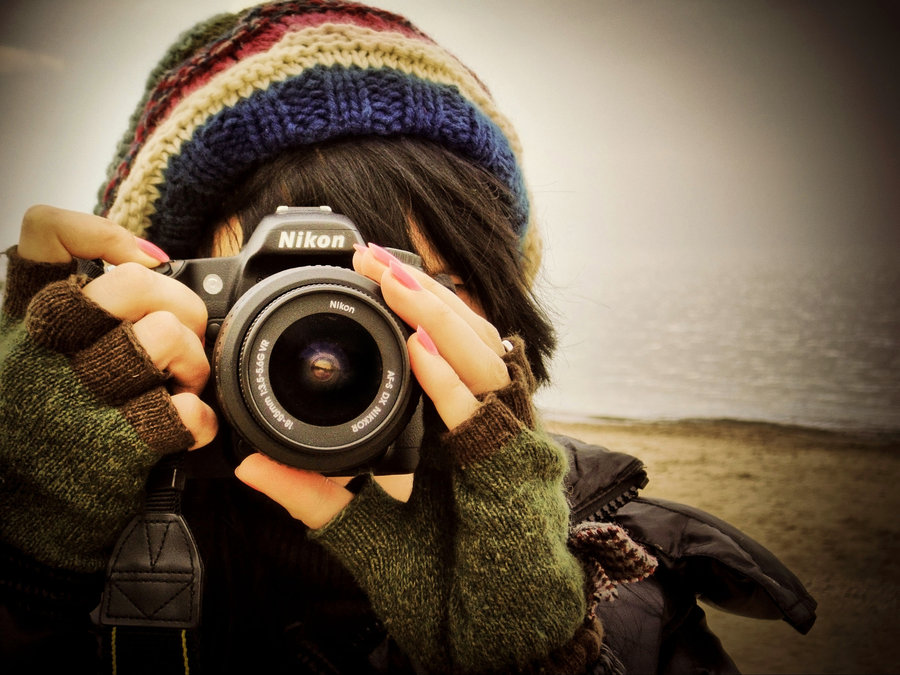 Nikon
Nikon
18-55mm 1:3.5-5.6G VR
AF-S DX NIKKOR